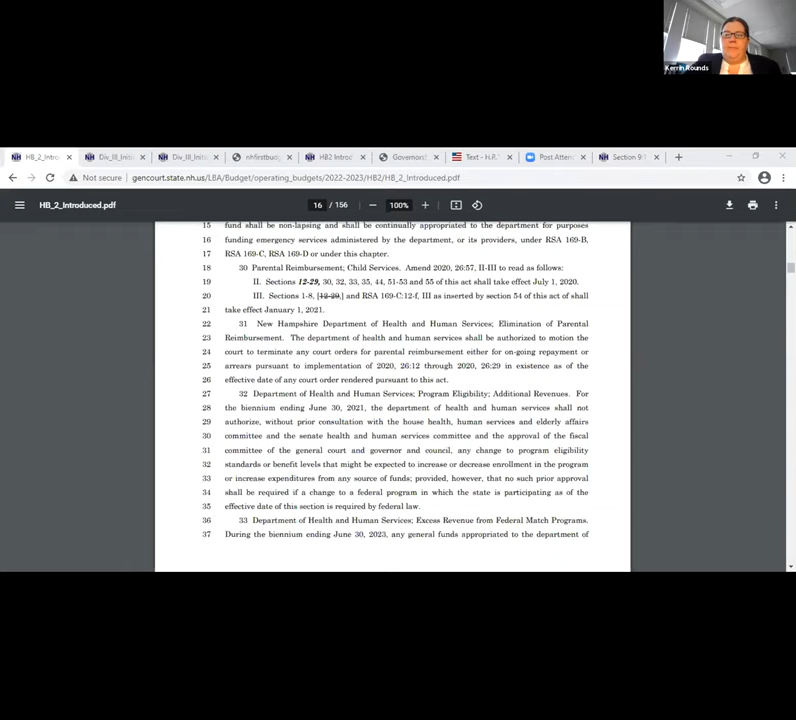 Kerrin Rounds
HB_2_Intro
Div_III_Initi
Div_III_Initi
nhfirstbudg
HB2 Introd
Governors
Text - H.R.
Post Atten
Section 9:1
Not secure gencourt.state.nh.us/LBA/Budget/operating_budgets/2022-2023/HB2/HB_2_Introduced.pdf
HB_2_Introduced.pdf 16 / 156 100%
15 fund shall be non-lapsing and shall be continually appropriated to the department for purposes
16 funding emergency services administered by the department, or its providers, under RSA 169-B,
17 RSA 169-C, RSA 169-D or under this chapter.
18 30 Parental Reimbursement; Child Services. Amend 2020, 26:57, II-III to read as follows:
19 II. Sections 12-29, 30, 32, 33, 35, 44, 51-53 and 55 of this act shall take effect July 1, 2020.
20 III. Sections 1-8, [12-29,] and RSA 169-C:12-f, III as inserted by section 54 of this act of shall
21 take effect January 1, 2021.
22 31 New Hampshire Department of Health and Human Services; Elimination of Parental
23 Reimbursement. The department of health and human services shall be authorized to motion the
24 court to terminate any court orders for parental reimbursement either for on-going repayment or
25 arrears pursuant to implementation of 2020, 26:12 through 2020, 26:29 in existence as of the
26 effective date of any court order rendered pursuant to this act.
27 32 Department of Health and Human Services; Program Eligibility; Additional Revenues. For
28 the biennium ending June 30, 2021, the department of health and human services shall not
29 authorize, without prior consultation with the house health, human services and elderly affairs
30 committee and the senate health and human services committee and the approval of the fiscal
31 committee of the general court and governor and council, any change to program eligibility
32 standards or benefit levels that might be expected to increase or decrease enrollment in the program
33 or increase expenditures from any source of funds; provided, however, that no such prior approval
34 shall be required if a change to a federal program in which the state is participating as of the
35 effective date of this section is required by federal law.
36 33 Department of Health and Human Services; Excess Revenue from Federal Match Programs.
37 During the biennium ending June 30, 2023, any general funds appropriated to the department of